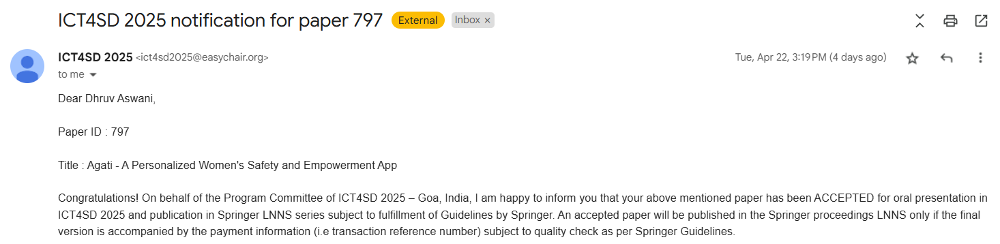 ICT4SD 2025 notification for paper 797 External Inbox ×
ICT4SD 2025 <ict4sd2025@easychair.org> Tue, Apr 22, 3:19 PM (4 days ago)
to me
Dear Dhruv Aswani,
Paper ID : 797
Title : Agati - A Personalized Women's Safety and Empowerment App
Congratulations! On behalf of the Program Committee of ICT4SD 2025 – Goa, India, I am happy to inform you that your above mentioned paper has been ACCEPTED for oral presentation in
ICT4SD 2025 and publication in Springer LNNS series subject to fulfillment of Guidelines by Springer. An accepted paper will be published in the Springer proceedings LNNS only if the final
version is accompanied by the payment information (i.e transaction reference number) subject to quality check as per Springer Guidelines.